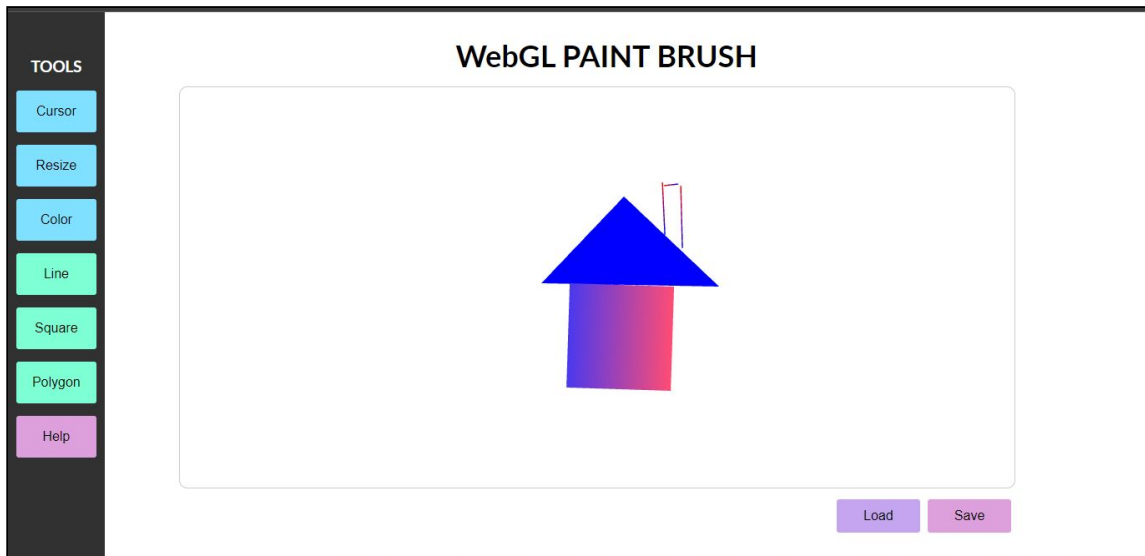 WebGL PAINT BRUSH
TOOLS
Cursor
Resize
Color
Line
Square
Polygon
Help
Load
Save